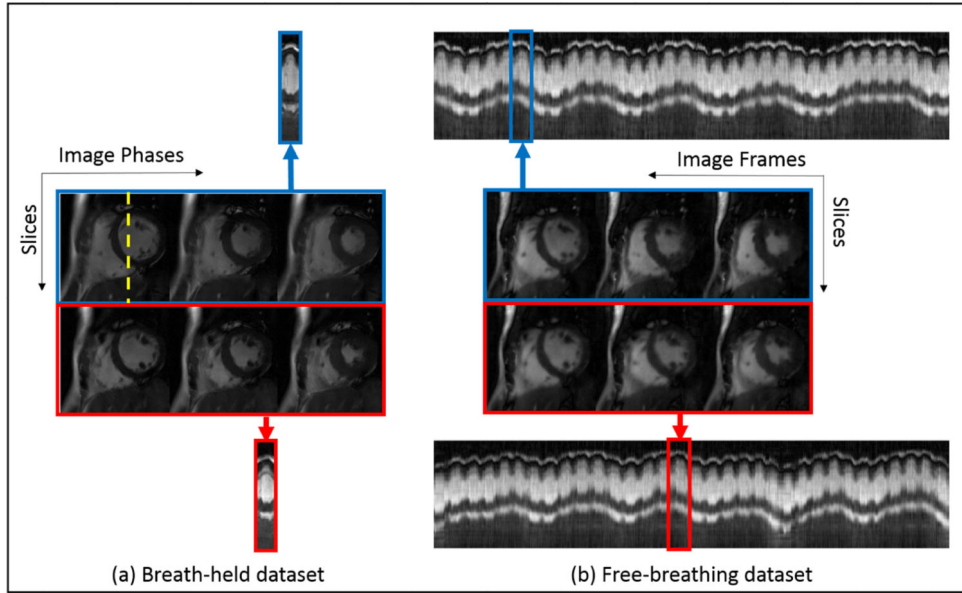 Image Phases
Slices
Image Frames
Slices
(a) Breath-held dataset
(b) Free-breathing dataset